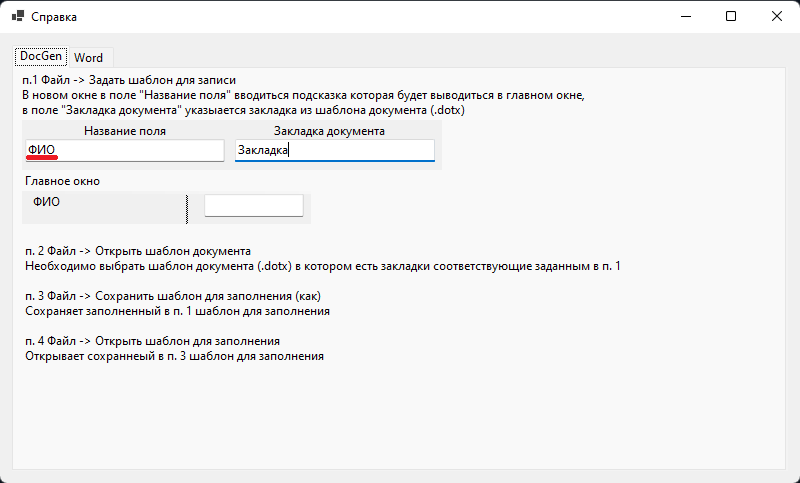 Справка
DocGen
Word
п.1 Файл -> Задать шаблон для записи
В новом окне в поле "Название поля" вводиться подсказка которая будет выводиться в главном окне,
в поле "Закладка документа" указыается закладка из шаблона документа (.dotx)
Название поля
Закладка документа
ФИО
Закладка
Главное окно
ФИО
п. 2 Файл -> Открыть шаблон документа
Необходимо выбрать шаблон документа (.dotx) в котором есть закладки соответствующие заданным в п. 1
п. 3 Файл -> Сохранить шаблон для заполнения (как)
Сохраняет заполненный в п. 1 шаблон для заполнения
п. 4 Файл -> Открыть шаблон для заполнения
Открывает сохраннеый в п. 3 шаблон для заполнения